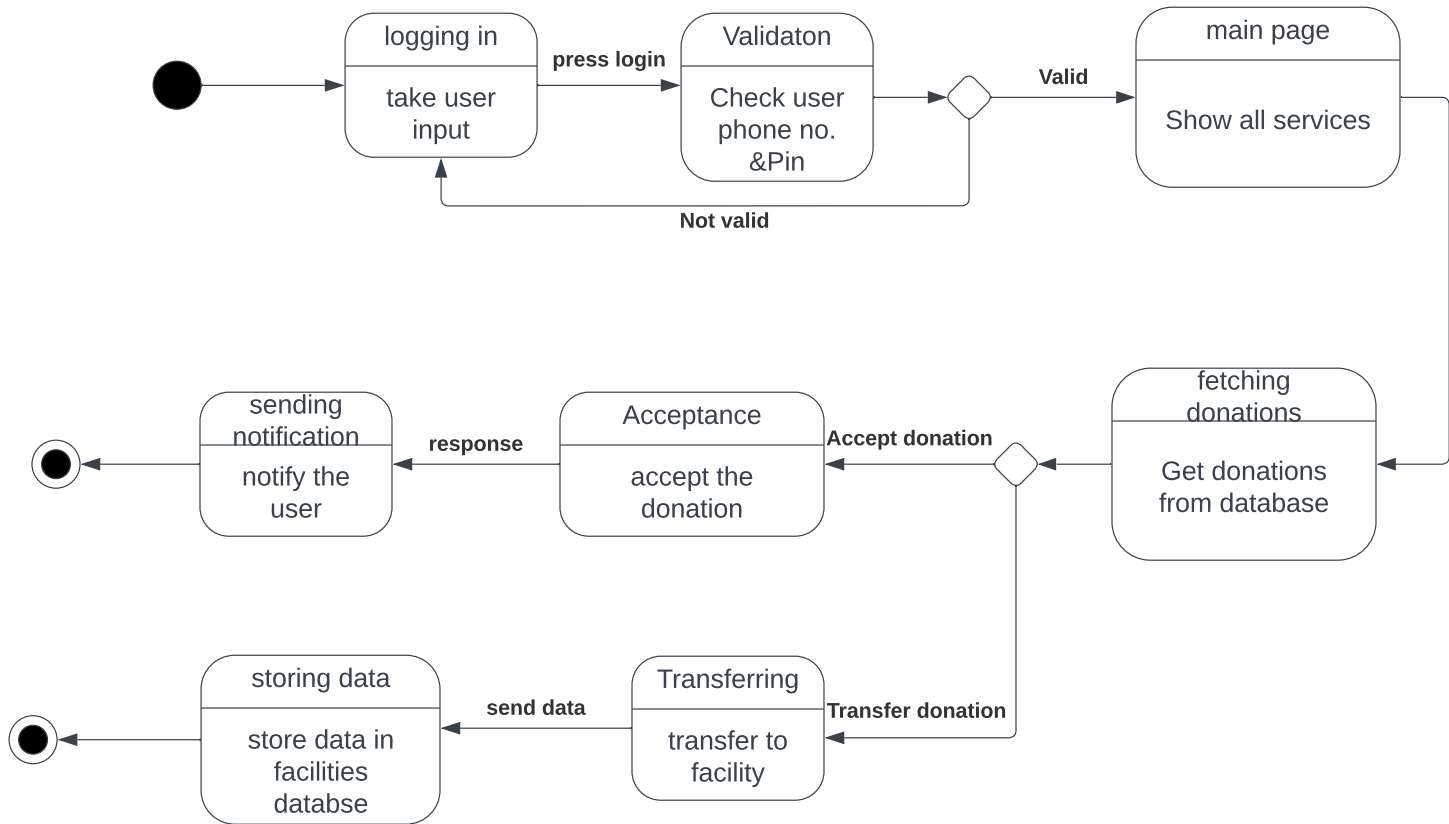 logging in
take user
input
press login
Validaton
Check user
phone no.
&Pin
Valid
main page
Show all services
Not valid
fetching
donations
Get donations
from database
Accept donation
Acceptance
accept the
donation
response
sending
notification
notify the
user
Transfer donation
Transferring
transfer to
facility
send data
storing data
store data in
facilities
databse